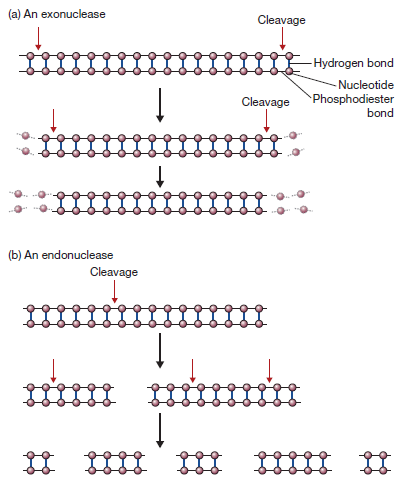 (a) An exonuclease
Cleavage
Hydrogen bond
Nucleotide
Cleavage
Phosphodiester
bond
(b) An endonuclease
Cleavage